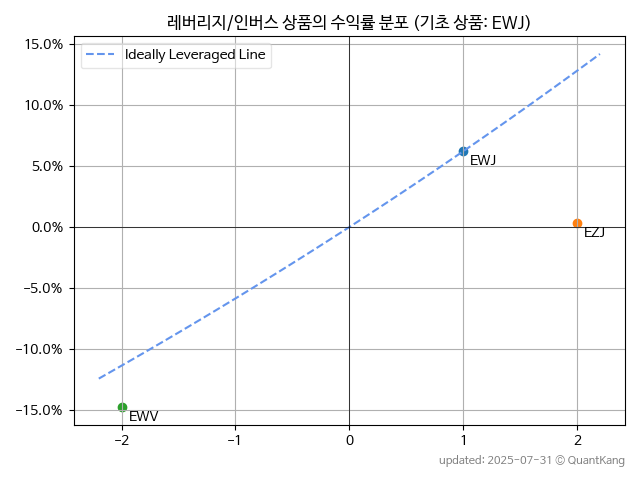 레버리지/인버스 상품의 수익률 분포 (기초 상품: EWJ)
15.0%
Ideally Leveraged Line
10.0%
5.0%
EWJ
0.0%
EZJ
−5.0%
−10.0%
−15.0%
EWV
−2 −1 0 1 2
updated: 2025-07-31 © QuantKang